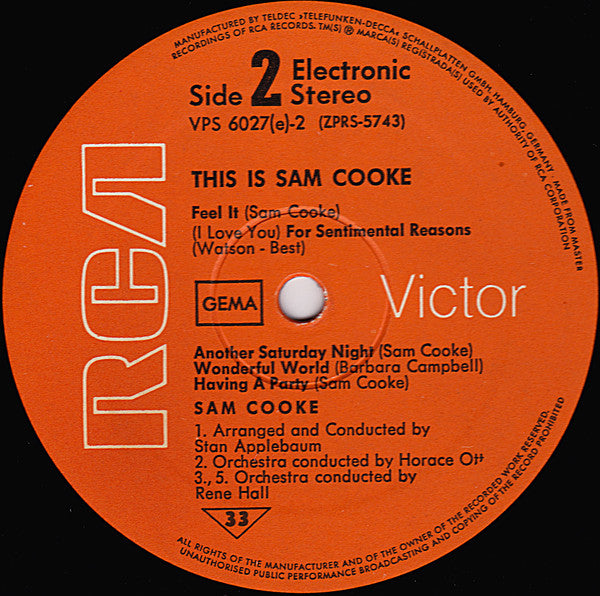 MANUFACTURED BY TELDEC »TELEFUNKEN-DECCA« SCHALLPLATTEN GMBH, HAMBURG, GERMANY · MADE FROM MASTER
RECORDINGS OF RCA RECORDS. TM(S) ® MARCA(S) REGISTRADA(S) USED BY AUTHORITY OF RCA CORPORATION
Side 2 Electronic
Stereo
VPS 6027(e)-2 (ZPRS-5743)
THIS IS SAM COOKE
Feel It (Sam Cooke)
(I Love You) For Sentimental Reasons
(Watson - Best)
RCA
GEMA
Victor
Another Saturday Night (Sam Cooke)
Wonderful World (Barbara Campbell)
Having A Party (Sam Cooke)
SAM COOKE
1. Arranged and Conducted by
Stan Applebaum
2. Orchestra conducted by Horace Ott
3., 5. Orchestra conducted by
Rene Hall
33
ALL RIGHTS OF THE MANUFACTURER AND OF THE OWNER OF THE RECORDED WORK RESERVED.
UNAUTHORISED PUBLIC PERFORMANCE BROADCASTING AND COPYING OF THE RECORD PROHIBITED